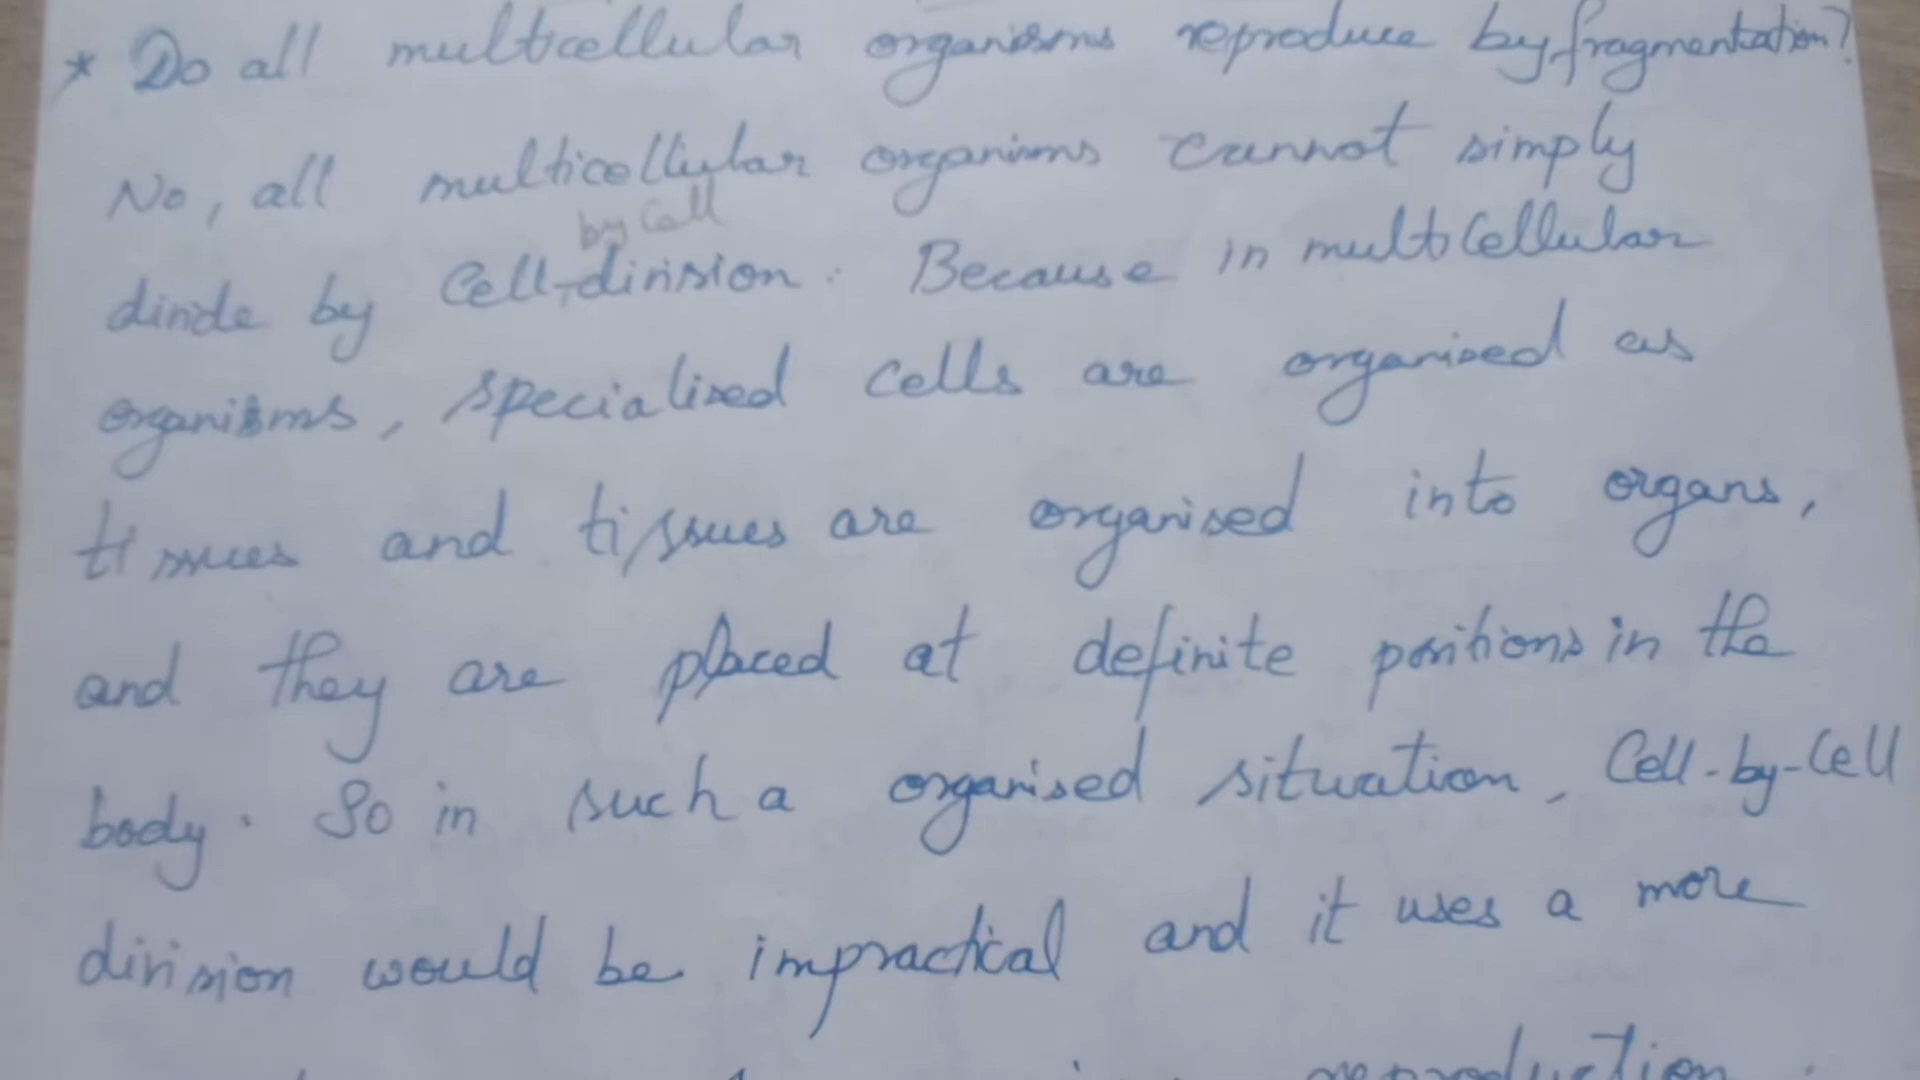 * Do all multicellular organisms reproduce by fragmentation?
No, all multicellular organisms cannot simply
by Cell
divide by Cell-division. Because in multicellular
organisms, specialised cells are organised as
tissues and tissues are organised into organs,
and they are placed at definite positions in the
body. So in such a organised situation, Cell-by-Cell
division would be impractical and it uses a more
reproduction